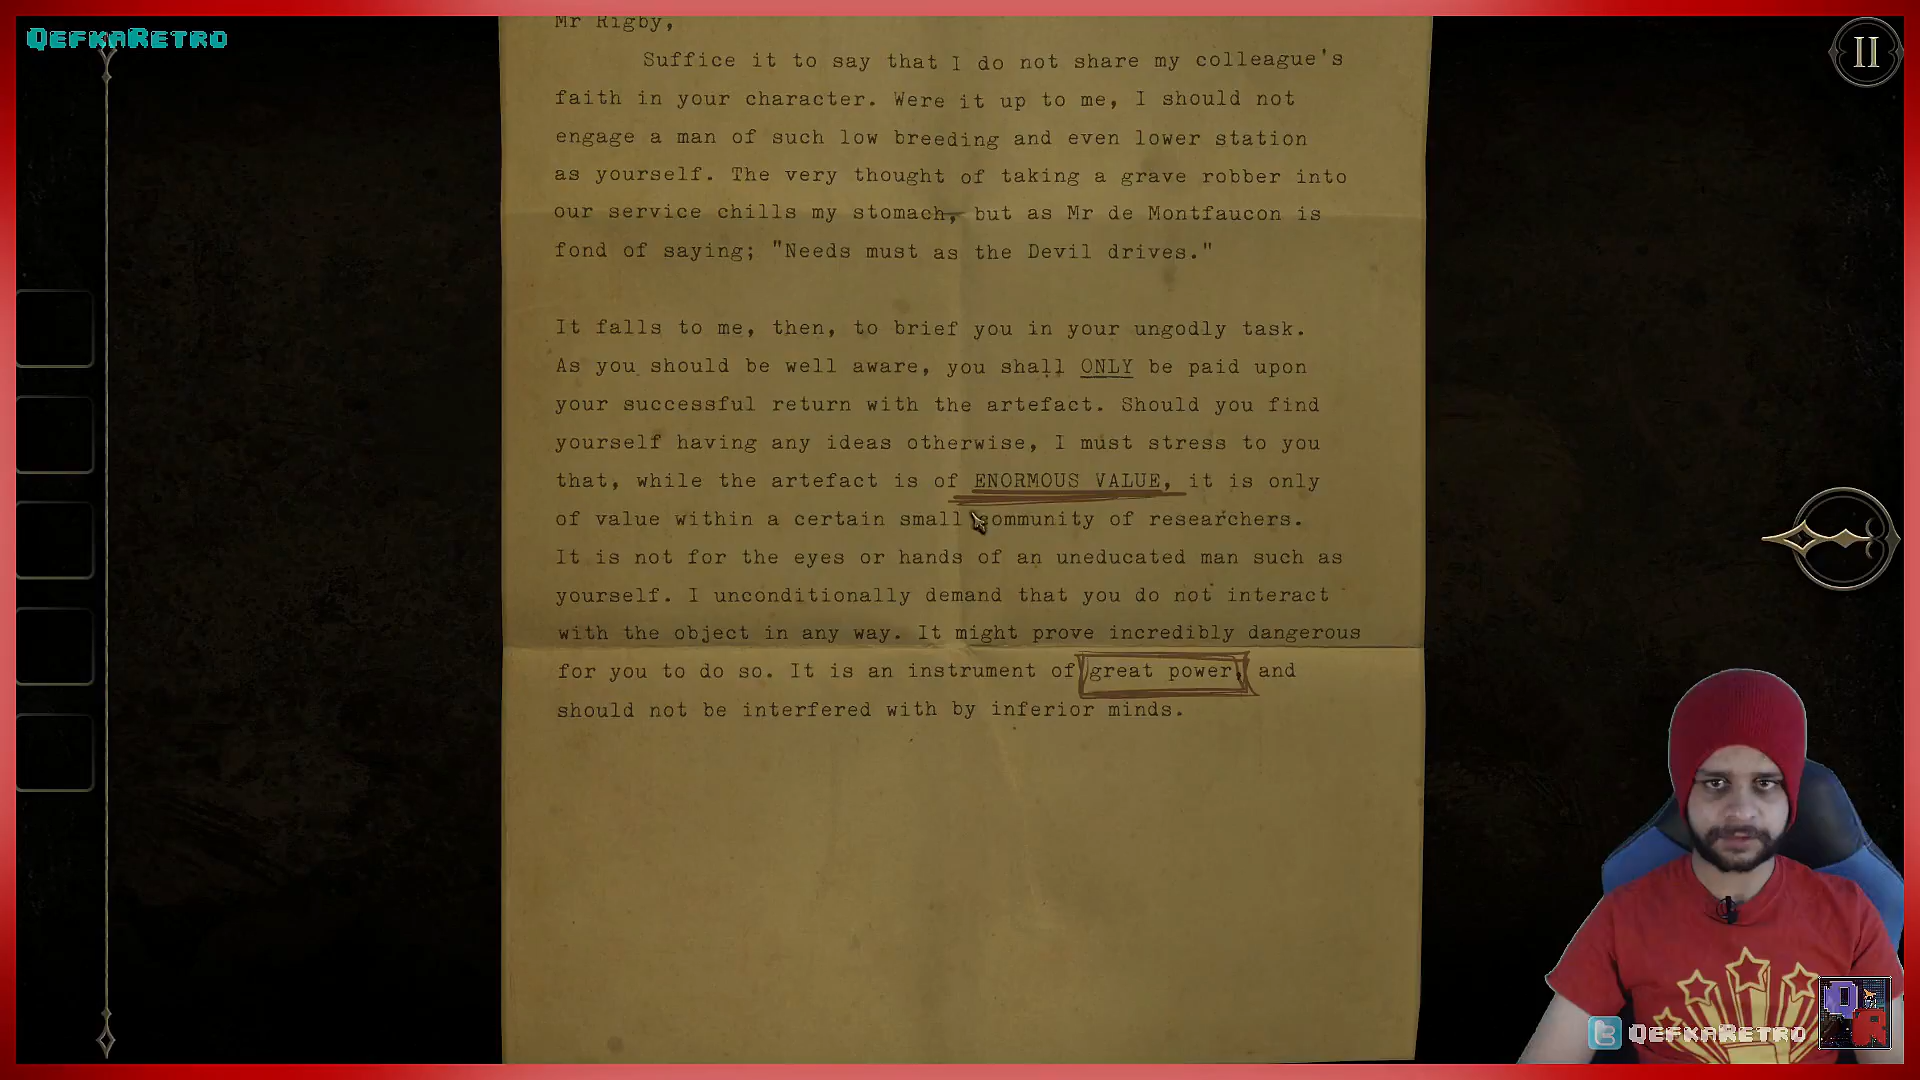 QEFKARETRO
Mr Rigby,
Suffice it to say that I do not share my colleague's
faith in your character. Were it up to me, I should not
engage a man of such low breeding and even lower station
as yourself. The very thought of taking a grave robber into
our service chills my stomach, but as Mr de Montfaucon is
fond of saying; "Needs must as the Devil drives."
It falls to me, then, to brief you in your ungodly task.
As you should be well aware, you shall ONLY be paid upon
your successful return with the artefact. Should you find
yourself having any ideas otherwise, I must stress to you
that, while the artefact is of ENORMOUS VALUE, it is only
of value within a certain small community of researchers.
It is not for the eyes or hands of an uneducated man such as
yourself. I unconditionally demand that you do not interact
with the object in any way. It might prove incredibly dangerous
for you to do so. It is an instrument of great power, and
should not be interfered with by inferior minds.
QEFKARETRO